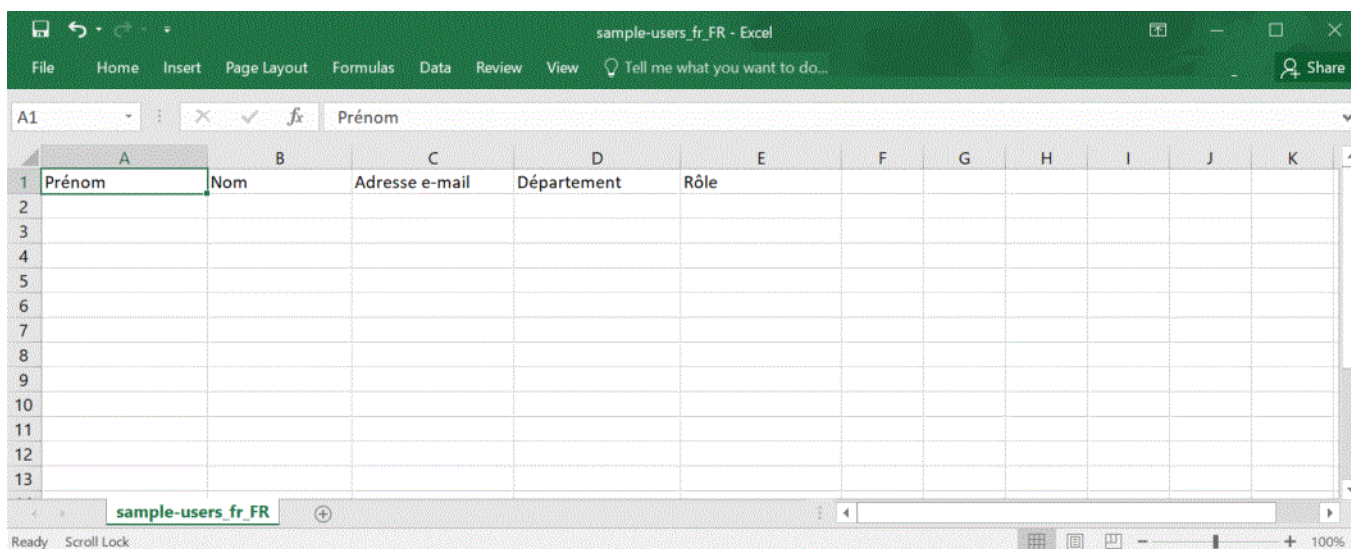 sample-users_fr_FR - Excel
File Home Insert Page Layout Formulas Data Review View Tell me what you want to do... Share
A1 fx Prénom
A B C D E F G H I J K
1 Prénom Nom Adresse e-mail Département Rôle
2
3
4
5
6
7
8
9
10
11
12
13
sample-users_fr_FR
Ready Scroll Lock 100%